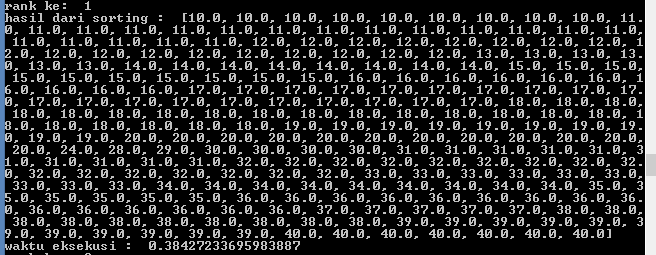 rank ke:  1
hasil dari sorting :  [10.0, 10.0, 10.0, 10.0, 10.0, 10.0, 10.0, 10.0, 10.0, 11.
0, 11.0, 11.0, 11.0, 11.0, 11.0, 11.0, 11.0, 11.0, 11.0, 11.0, 11.0, 11.0, 11.0,
 11.0, 11.0, 11.0, 11.0, 11.0, 12.0, 12.0, 12.0, 12.0, 12.0, 12.0, 12.0, 12.0, 1
2.0, 12.0, 12.0, 12.0, 12.0, 12.0, 12.0, 12.0, 12.0, 12.0, 13.0, 13.0, 13.0, 13.
0, 13.0, 13.0, 14.0, 14.0, 14.0, 14.0, 14.0, 14.0, 14.0, 15.0, 15.0, 15.0, 15.0,
 15.0, 15.0, 15.0, 15.0, 15.0, 15.0, 15.0, 16.0, 16.0, 16.0, 16.0, 16.0, 16.0, 1
6.0, 16.0, 16.0, 17.0, 17.0, 17.0, 17.0, 17.0, 17.0, 17.0, 17.0, 17.0, 17.0, 17.
0, 17.0, 17.0, 17.0, 17.0, 17.0, 17.0, 17.0, 17.0, 17.0, 18.0, 18.0, 18.0, 18.0,
 18.0, 18.0, 18.0, 18.0, 18.0, 18.0, 18.0, 18.0, 18.0, 18.0, 18.0, 18.0, 18.0, 1
8.0, 18.0, 18.0, 18.0, 18.0, 18.0, 19.0, 19.0, 19.0, 19.0, 19.0, 19.0, 19.0, 19.
0, 19.0, 19.0, 20.0, 20.0, 20.0, 20.0, 20.0, 20.0, 20.0, 20.0, 20.0, 20.0, 20.0,
 20.0, 24.0, 28.0, 29.0, 30.0, 30.0, 30.0, 30.0, 31.0, 31.0, 31.0, 31.0, 31.0, 3
1.0, 31.0, 31.0, 31.0, 31.0, 32.0, 32.0, 32.0, 32.0, 32.0, 32.0, 32.0, 32.0, 32.
0, 32.0, 32.0, 32.0, 32.0, 32.0, 32.0, 32.0, 33.0, 33.0, 33.0, 33.0, 33.0, 33.0,
 33.0, 33.0, 33.0, 34.0, 34.0, 34.0, 34.0, 34.0, 34.0, 34.0, 34.0, 34.0, 35.0, 3
5.0, 35.0, 35.0, 35.0, 36.0, 36.0, 36.0, 36.0, 36.0, 36.0, 36.0, 36.0, 36.0, 36.
0, 36.0, 36.0, 36.0, 36.0, 36.0, 36.0, 37.0, 37.0, 37.0, 37.0, 37.0, 38.0, 38.0,
 38.0, 38.0, 38.0, 38.0, 38.0, 38.0, 38.0, 39.0, 39.0, 39.0, 39.0, 39.0, 39.0, 3
9.0, 39.0, 39.0, 39.0, 39.0, 39.0, 40.0, 40.0, 40.0, 40.0, 40.0, 40.0, 40.0]
waktu eksekusi :  0.38427233695983887